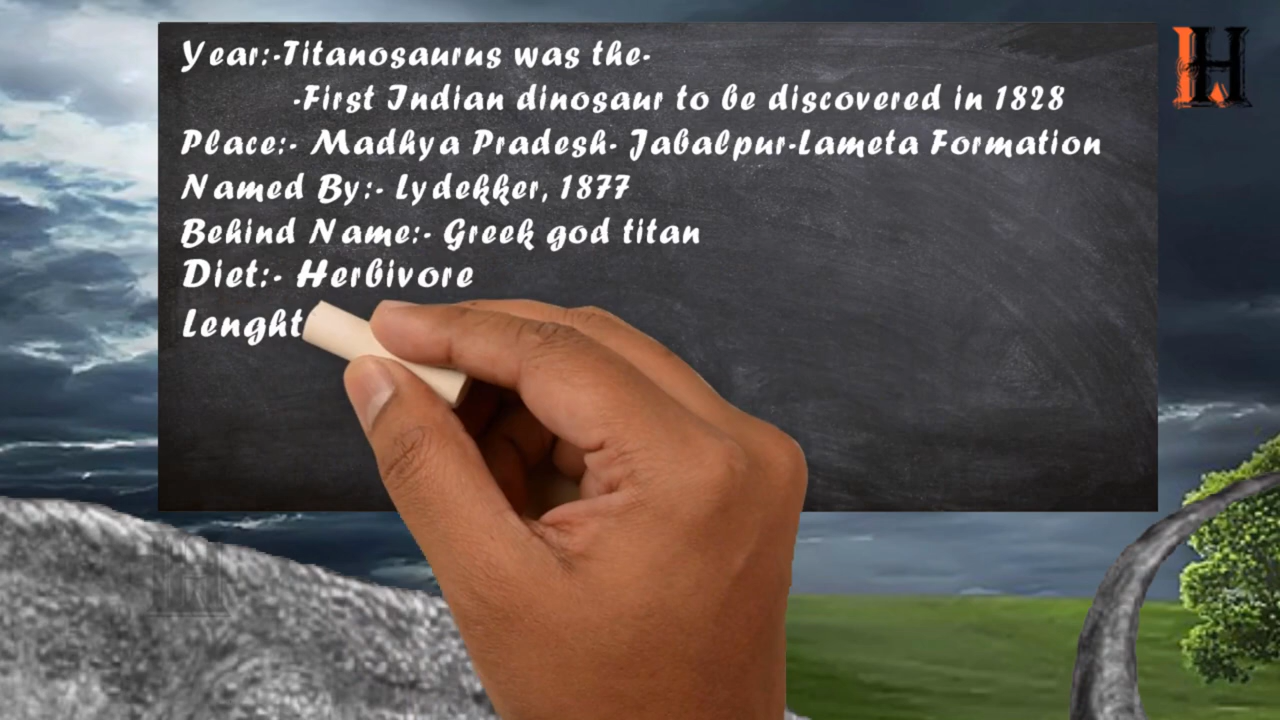 Year:-Titanosaurus was the-
-First Indian dinosaur to be discovered in 1828
Place:- Madhya Pradesh- Jabalpur-Lameta Formation
Named By:- Lydekker, 1877
Behind Name:- Greek god titan
Diet:- Herbivore
Lenght
H